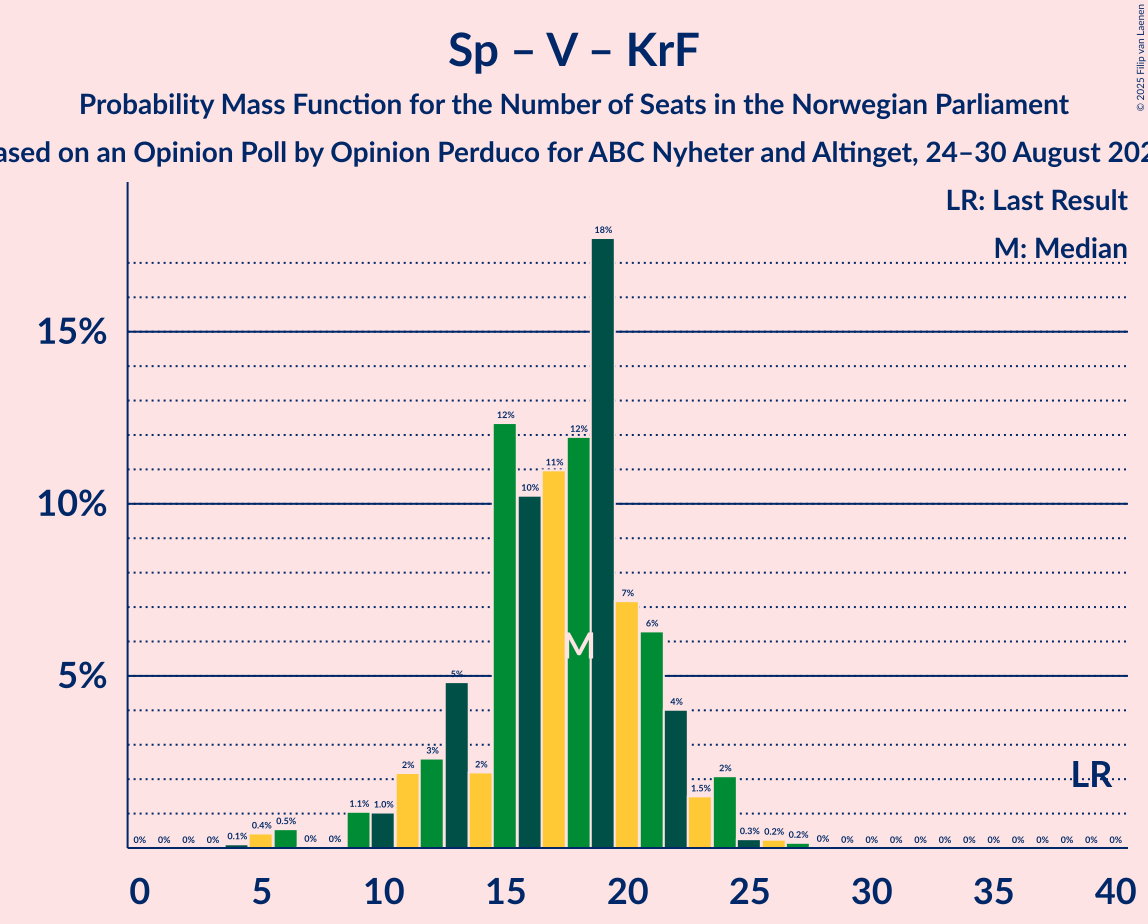 © 2025 Filip van Laenen
Sp – V – KrF
Probability Mass Function for the Number of Seats in the Norwegian Parliament
on an Opinion Poll by Opinion Perduco for ABC Nyheter and Altinget, 24–30 August
LR: Last Result
M: Median
18%
15%
12% 12%
11%
10%
10%
7%
6%
M
5%
5%
4%
3%
2% 2% 2%
1.5%
LR
1.1% 1.0%
0.4% 0.5%
0.3% 0.2% 0.2%
0% 0% 0% 0% 0.1% 0% 0% 0% 0% 0% 0% 0% 0% 0% 0% 0% 0% 0% 0% 0%
0 5 10 15 20 25 30 35 40